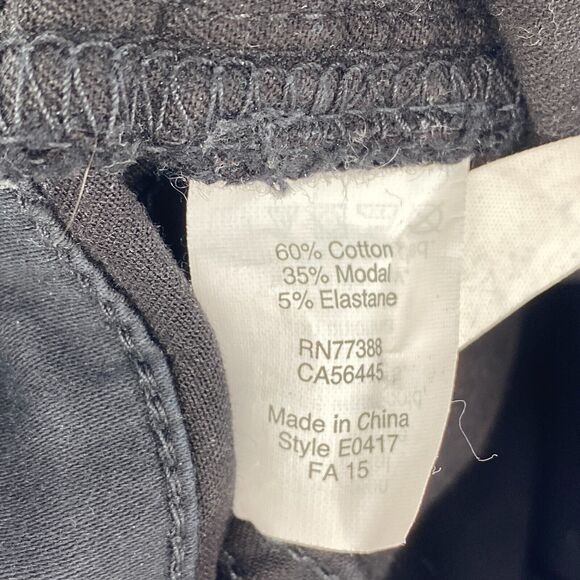 60% Cotton
35% Modal
5% Elastane
RN77388
CA56445
Made in China
Style E0417
FA 15